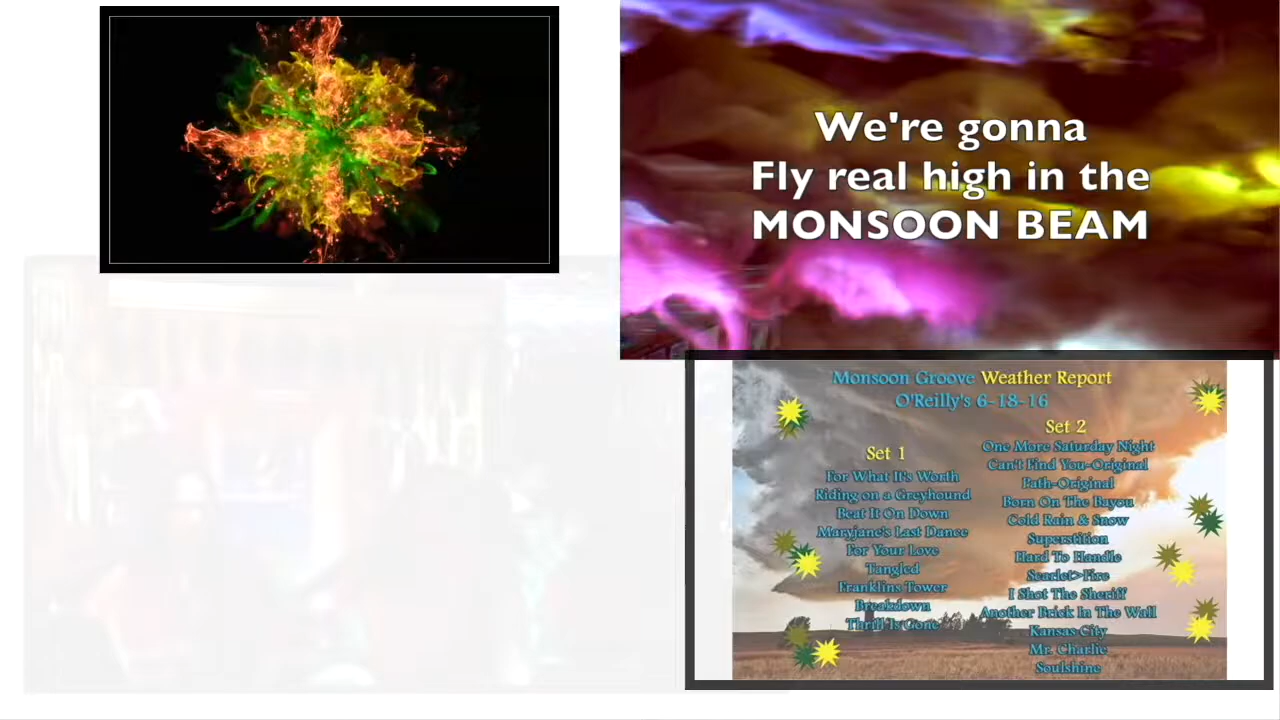 We're gonna
Fly real high in the
MONSOON BEAM
Monsoon Groove Weather Report
O'Reilly's 6-18-16
Set 1
For What It's Worth
Riding on a Greyhound
Beat It On Down
Maryjane's Last Dance
For Your Love
Tangled
Franklins Tower
Breakdown
Thrill Is Gone
Set 2
One More Saturday Night
Can't Find You-Original
Path-Original
Born On The Bayou
Cold Rain & Snow
Superstition
Hard To Handle
Scarlet>Fire
I Shot The Sheriff
Another Brick In The Wall
Kansas City
Mr. Charlie
Soulshine